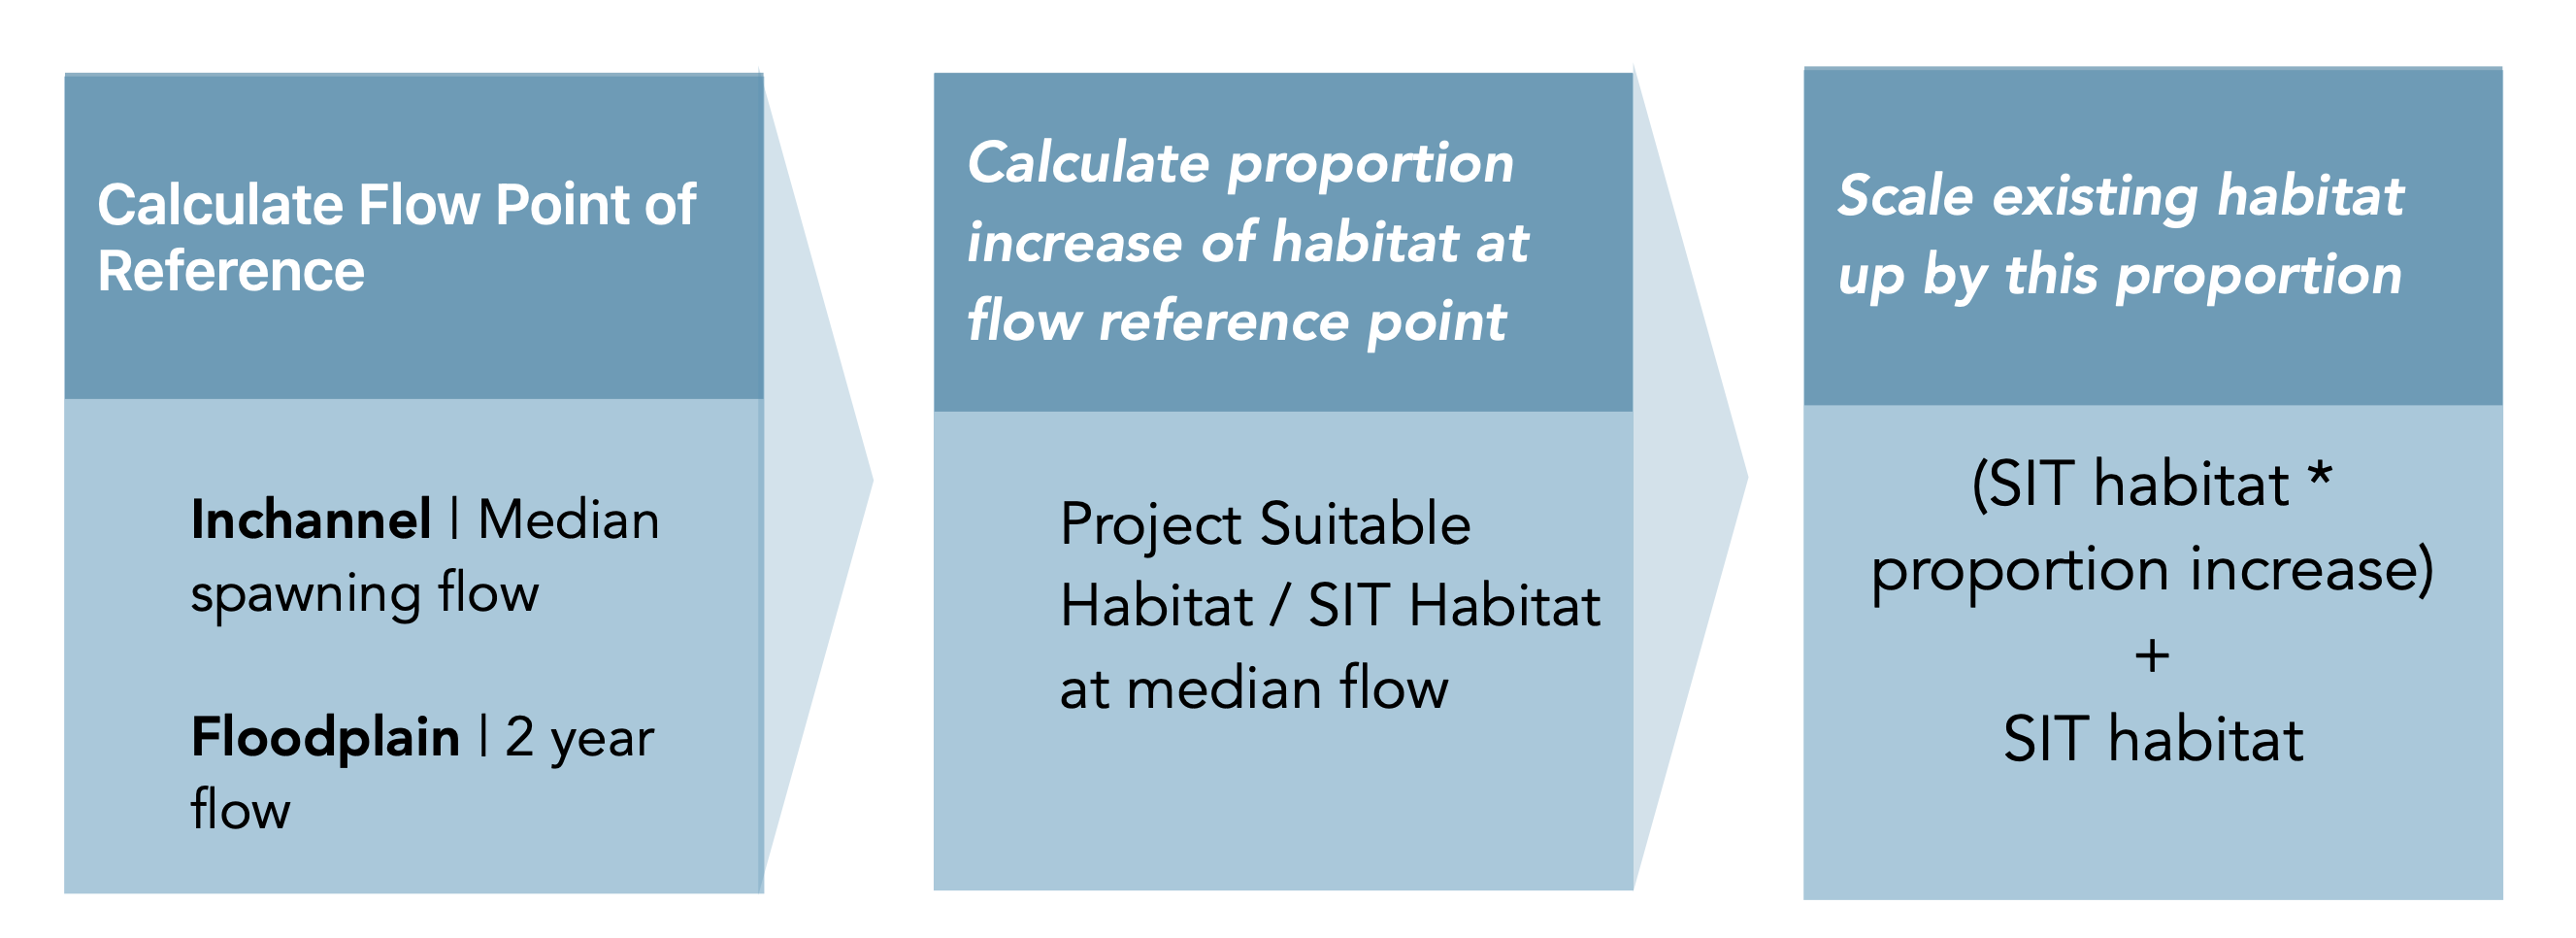 Calculate Flow Point of
Reference
Inchannel | Median
spawning flow
Floodplain | 2 year
flow
Calculate proportion
increase of habitat at
flow reference point
Project Suitable
Habitat / SIT Habitat
at median flow
Scale existing habitat
up by this proportion
(SIT habitat *
proportion increase)
+
SIT habitat